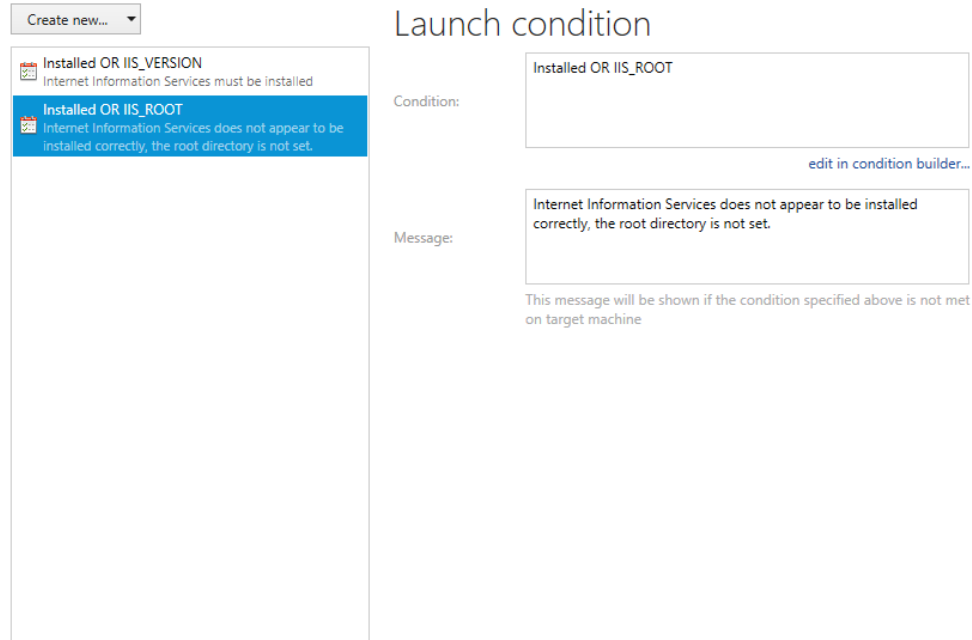 Create new...
Launch condition
Installed OR IIS_VERSION
Internet Information Services must be installed
Installed OR IIS_ROOT
Internet Information Services does not appear to be
installed correctly, the root directory is not set.
Condition:
Installed OR IIS_ROOT
edit in condition builder...
Message:
Internet Information Services does not appear to be installed
correctly, the root directory is not set.
This message will be shown if the condition specified above is not met
on target machine